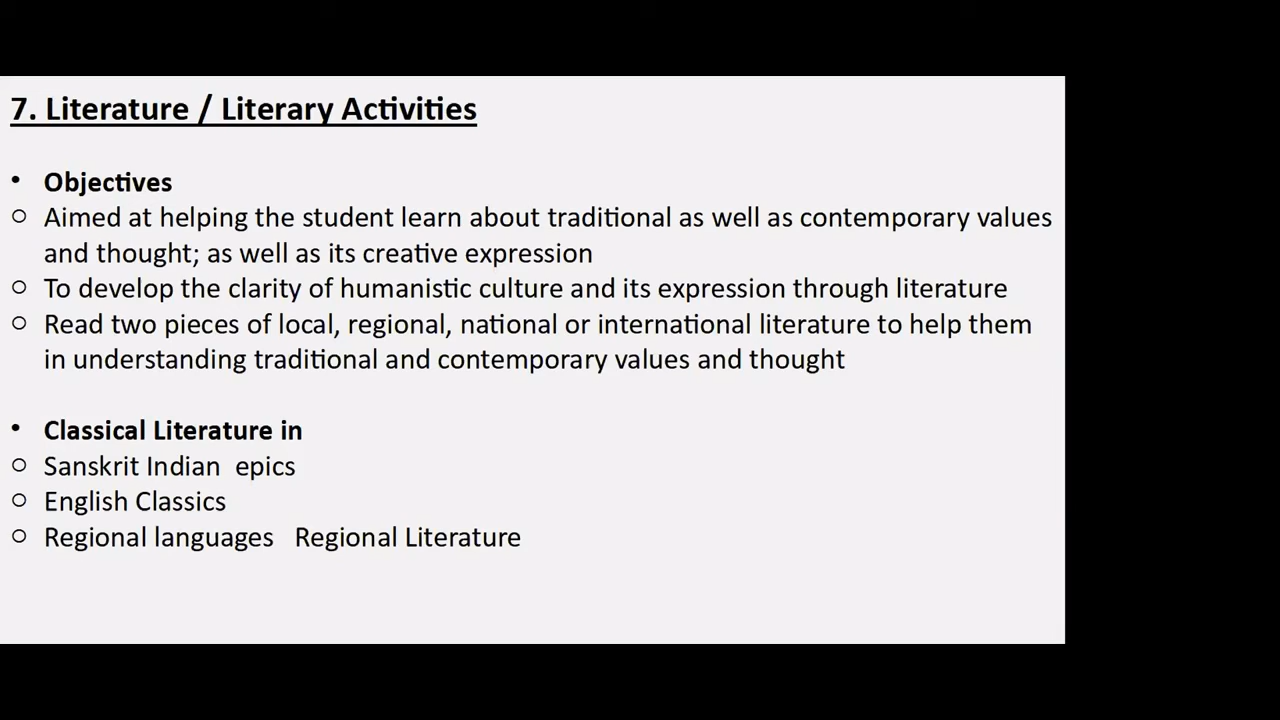 7. Literature / Literary Activities
• Objectives
○ Aimed at helping the student learn about traditional as well as contemporary values
and thought; as well as its creative expression
○ To develop the clarity of humanistic culture and its expression through literature
○ Read two pieces of local, regional, national or international literature to help them
in understanding traditional and contemporary values and thought
• Classical Literature in
○ Sanskrit Indian  epics
○ English Classics
○ Regional languages   Regional Literature